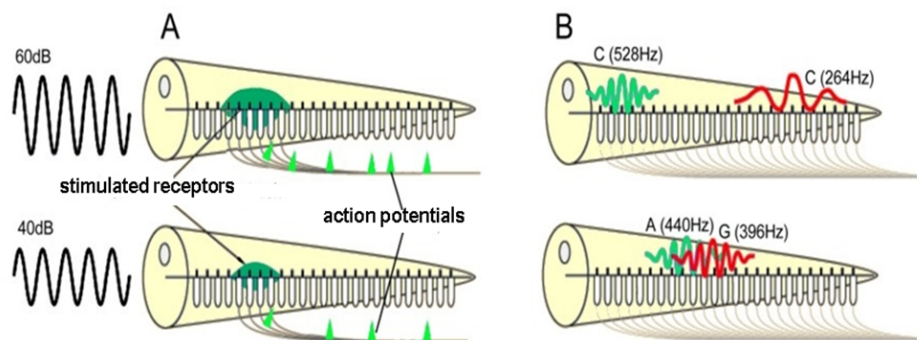 A
B
60dB
C (528Hz)
C (264Hz)
stimulated receptors
action potentials
40dB
A (440Hz)
G (396Hz)